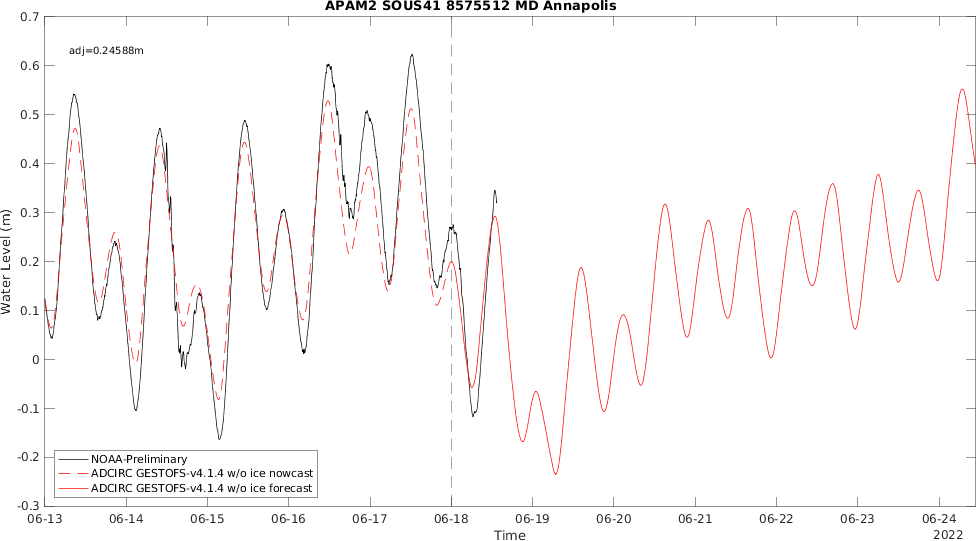 APAM2 SOUS41 8575512 MD Annapolis
0.7
adj=0.24588m
0.6
0.5
0.4
0.3
0.2
0.1
0
-0.1
-0.2
-0.3
Water Level (m)
NOAA-Preliminary
ADCIRC GESTOFS-v4.1.4 w/o ice nowcast
ADCIRC GESTOFS-v4.1.4 w/o ice forecast
06-13 06-14 06-15 06-16 06-17 06-18 06-19 06-20 06-21 06-22 06-23 06-24
Time
2022